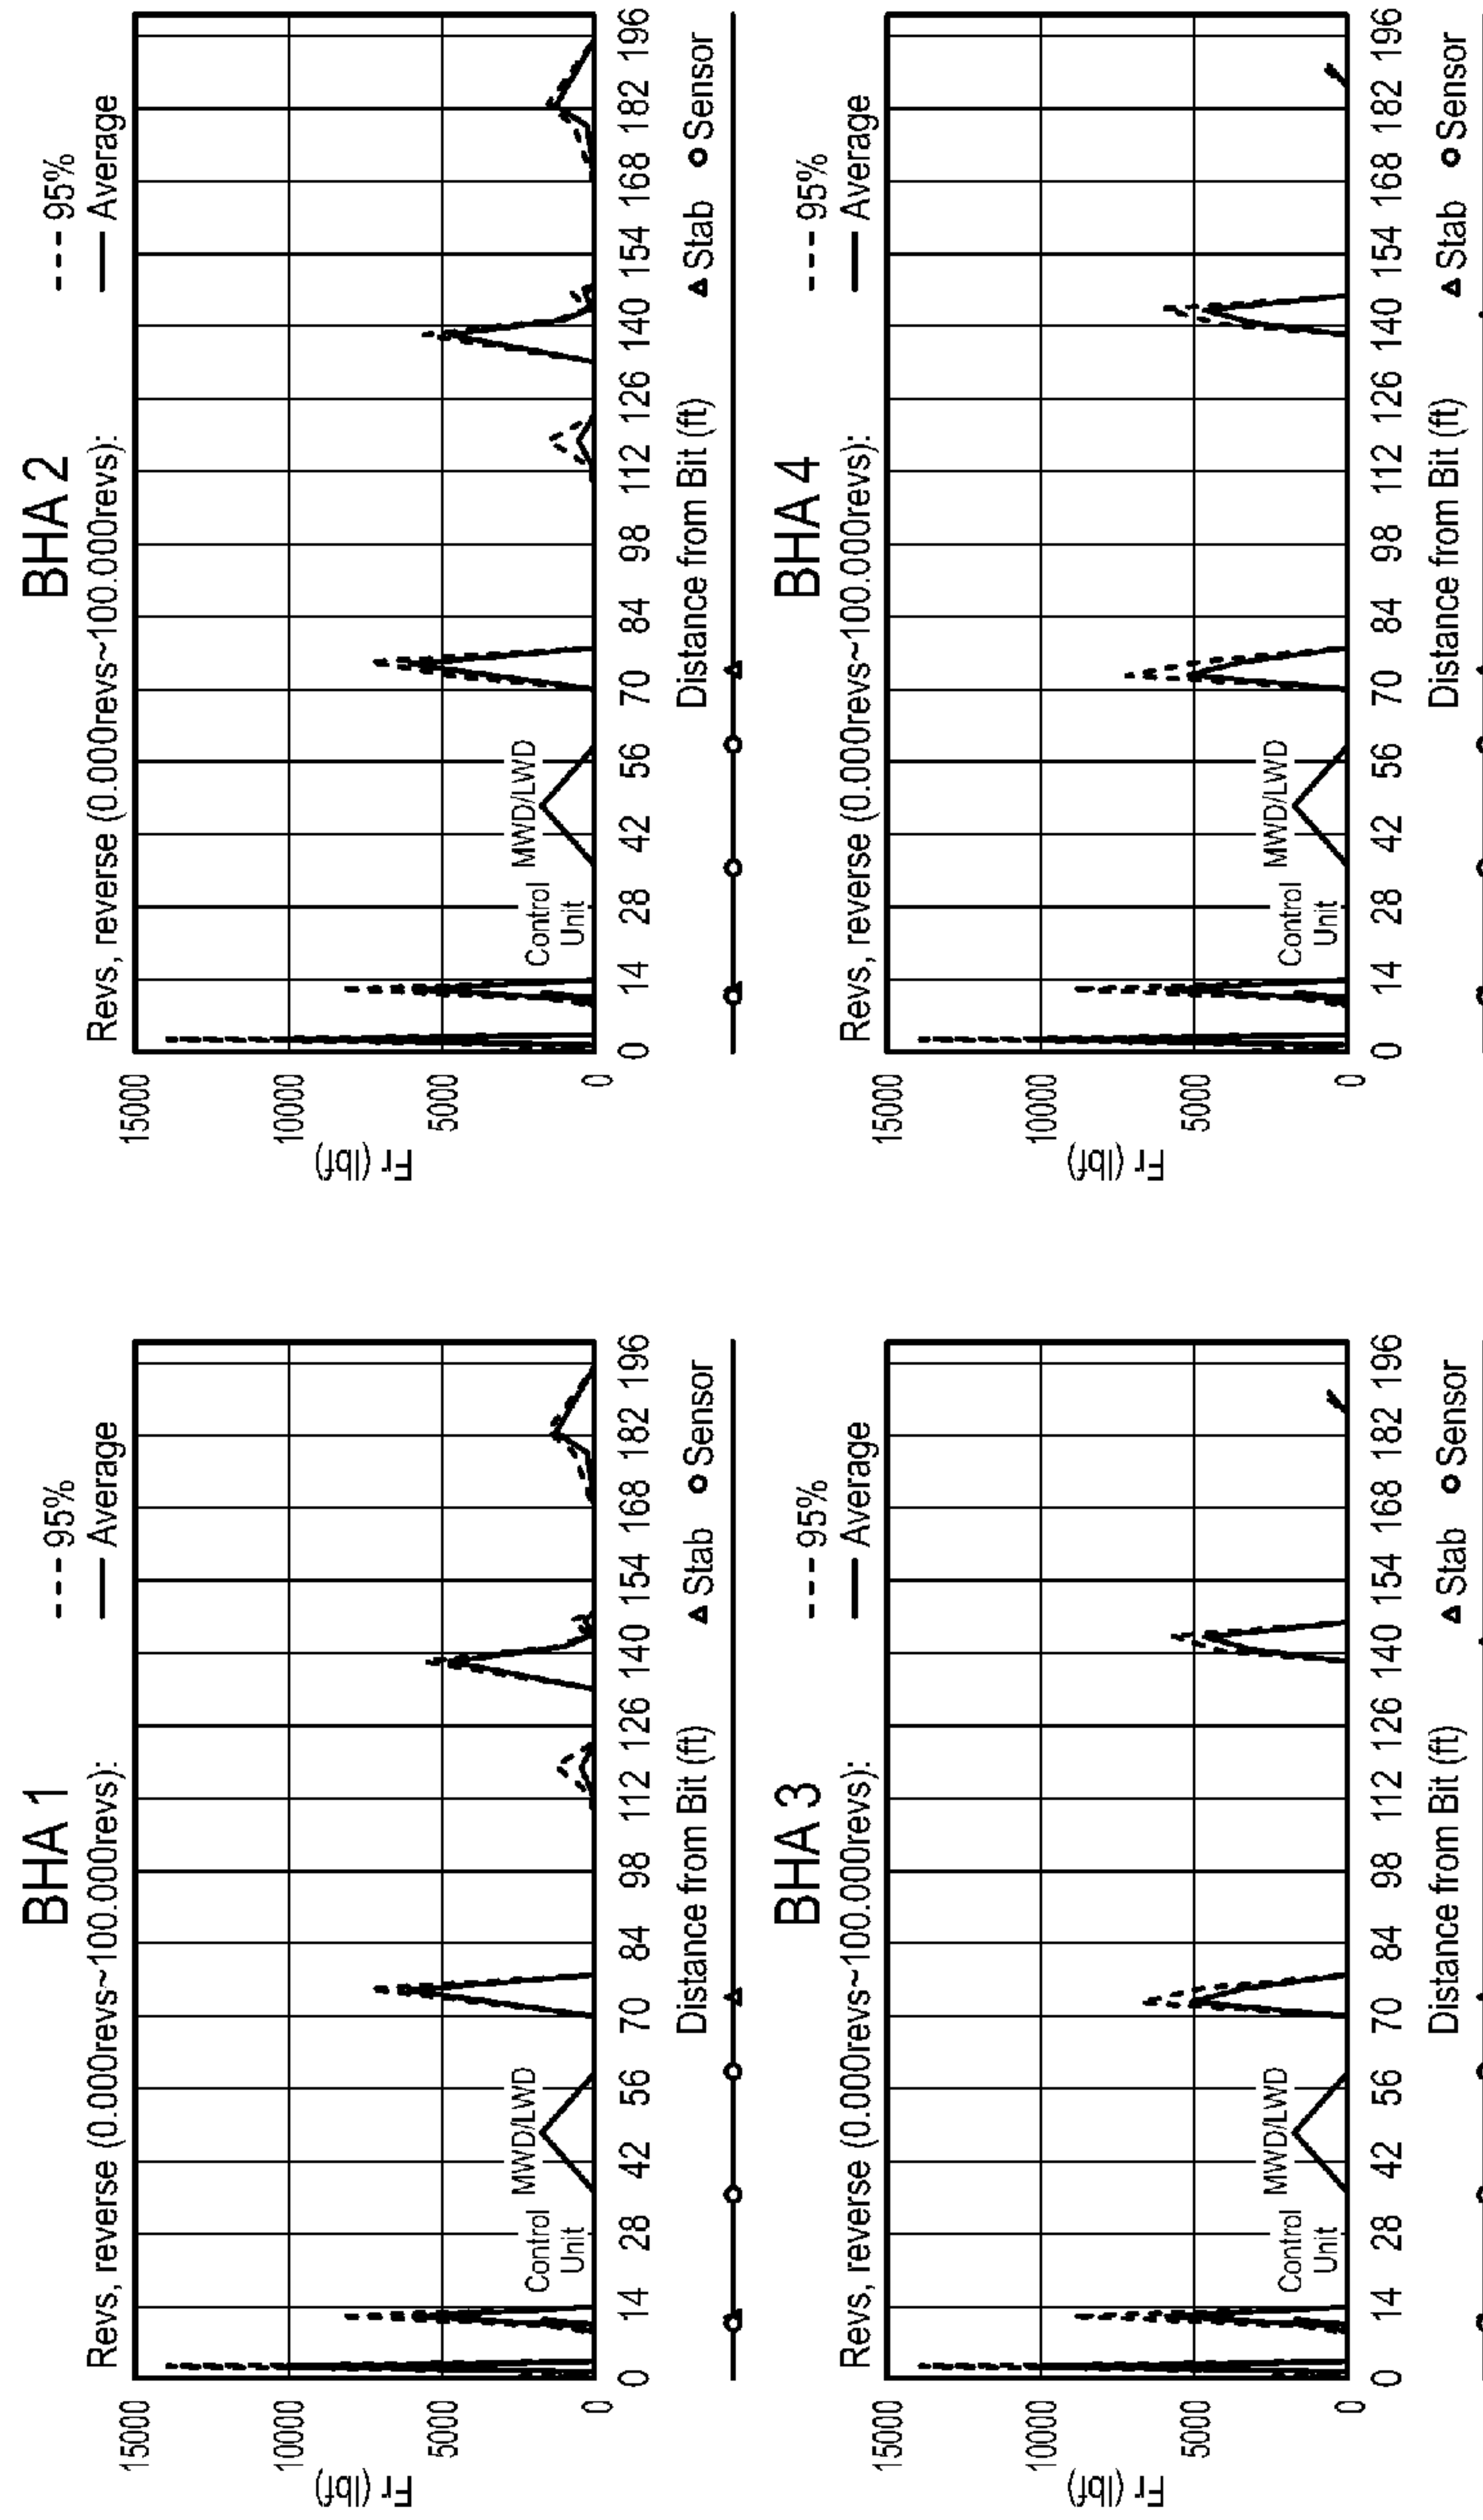 BHA 1
Revs, reverse (0.000revs~100.000revs):
--- 95%
— Average
Fr (lbf)
15000
10000
5000
0
Control
Unit
MWD/LWD
0 14 28 42 56 70 84 98 112 126 140 154 168 182 196
Distance from Bit (ft)
Stab
Sensor
BHA 2
Revs, reverse (0.000revs~100.000revs):
--- 95%
— Average
Fr (lbf)
15000
10000
5000
0
Control
Unit
MWD/LWD
0 14 28 42 56 70 84 98 112 126 140 154 168 182 196
Distance from Bit (ft)
Stab
Sensor
BHA 3
Revs, reverse (0.000revs~100.000revs):
--- 95%
— Average
Fr (lbf)
15000
10000
5000
0
Control
Unit
MWD/LWD
0 14 28 42 56 70 84 98 112 126 140 154 168 182 196
Distance from Bit (ft)
Stab
Sensor
BHA 4
Revs, reverse (0.000revs~100.000revs):
--- 95%
— Average
Fr (lbf)
15000
10000
5000
0
Control
Unit
MWD/LWD
0 14 28 42 56 70 84 98 112 126 140 154 168 182 196
Distance from Bit (ft)
Stab
Sensor